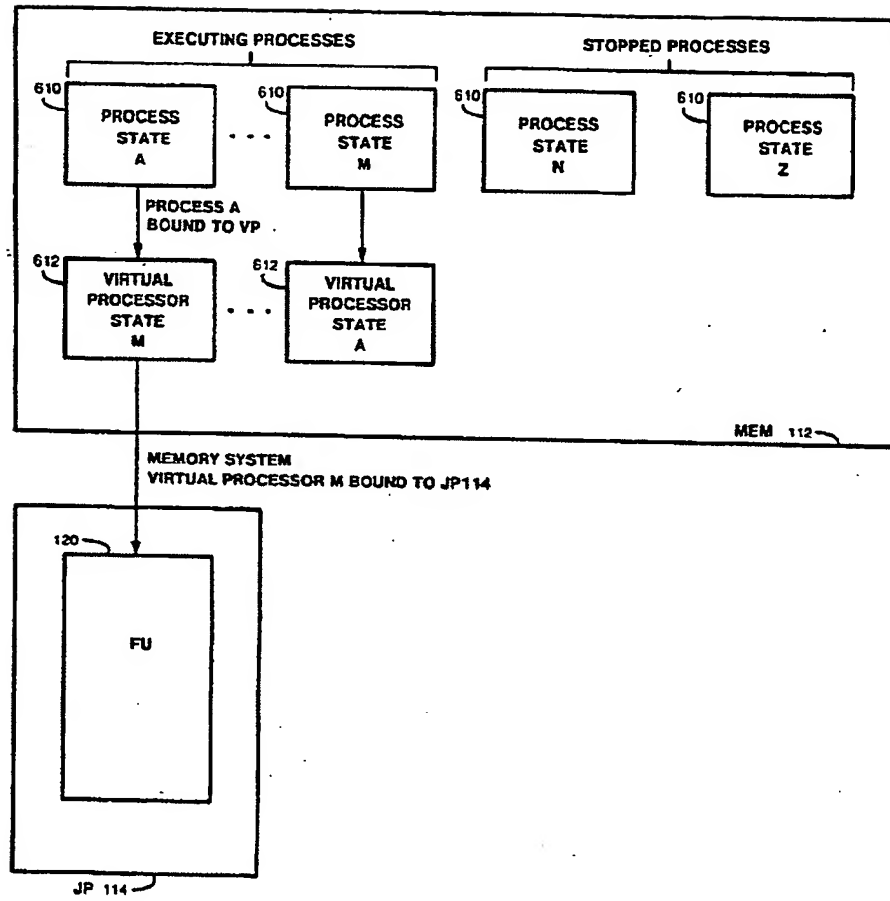 EXECUTING PROCESSES
STOPPED PROCESSES
610
PROCESS
STATE
A
610
PROCESS
STATE
M
610
PROCESS
STATE
N
610
PROCESS
STATE
Z
PROCESS A
BOUND TO VP
612
VIRTUAL
PROCESSOR
STATE
M
612
VIRTUAL
PROCESSOR
STATE
A
MEM 112
MEMORY SYSTEM
VIRTUAL PROCESSOR M BOUND TO JP114
120
FU
JP 114